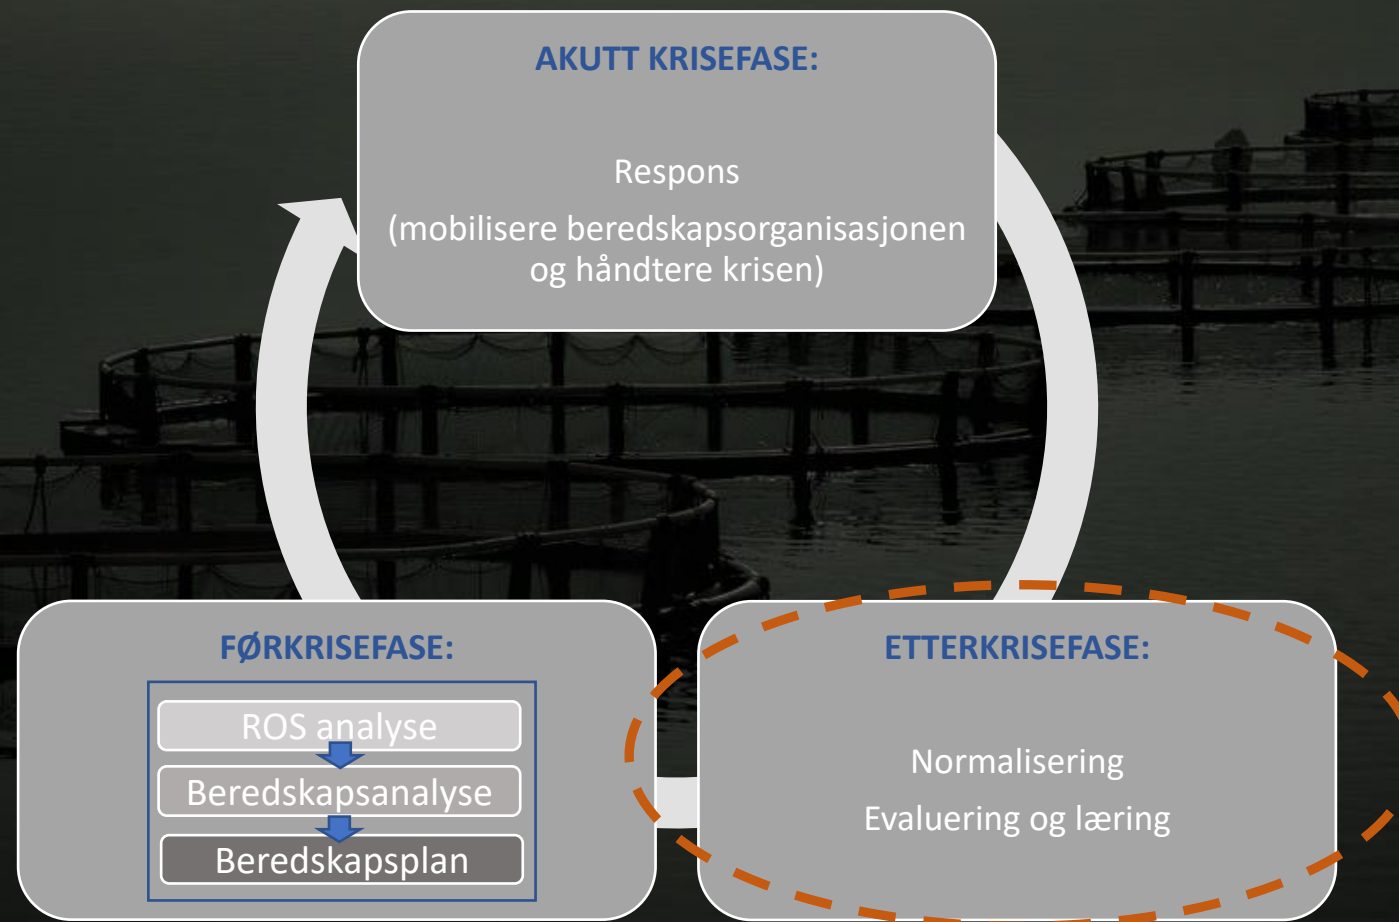 AKUTT KRISEFASE:
Respons
(mobilisere beredskapsorganisasjonen
og håndtere krisen)
FØRKRISEFASE:
ROS analyse
Beredskapsanalyse
Beredskapsplan
ETTERKRISEFASE:
Normalisering
Evaluering og læring